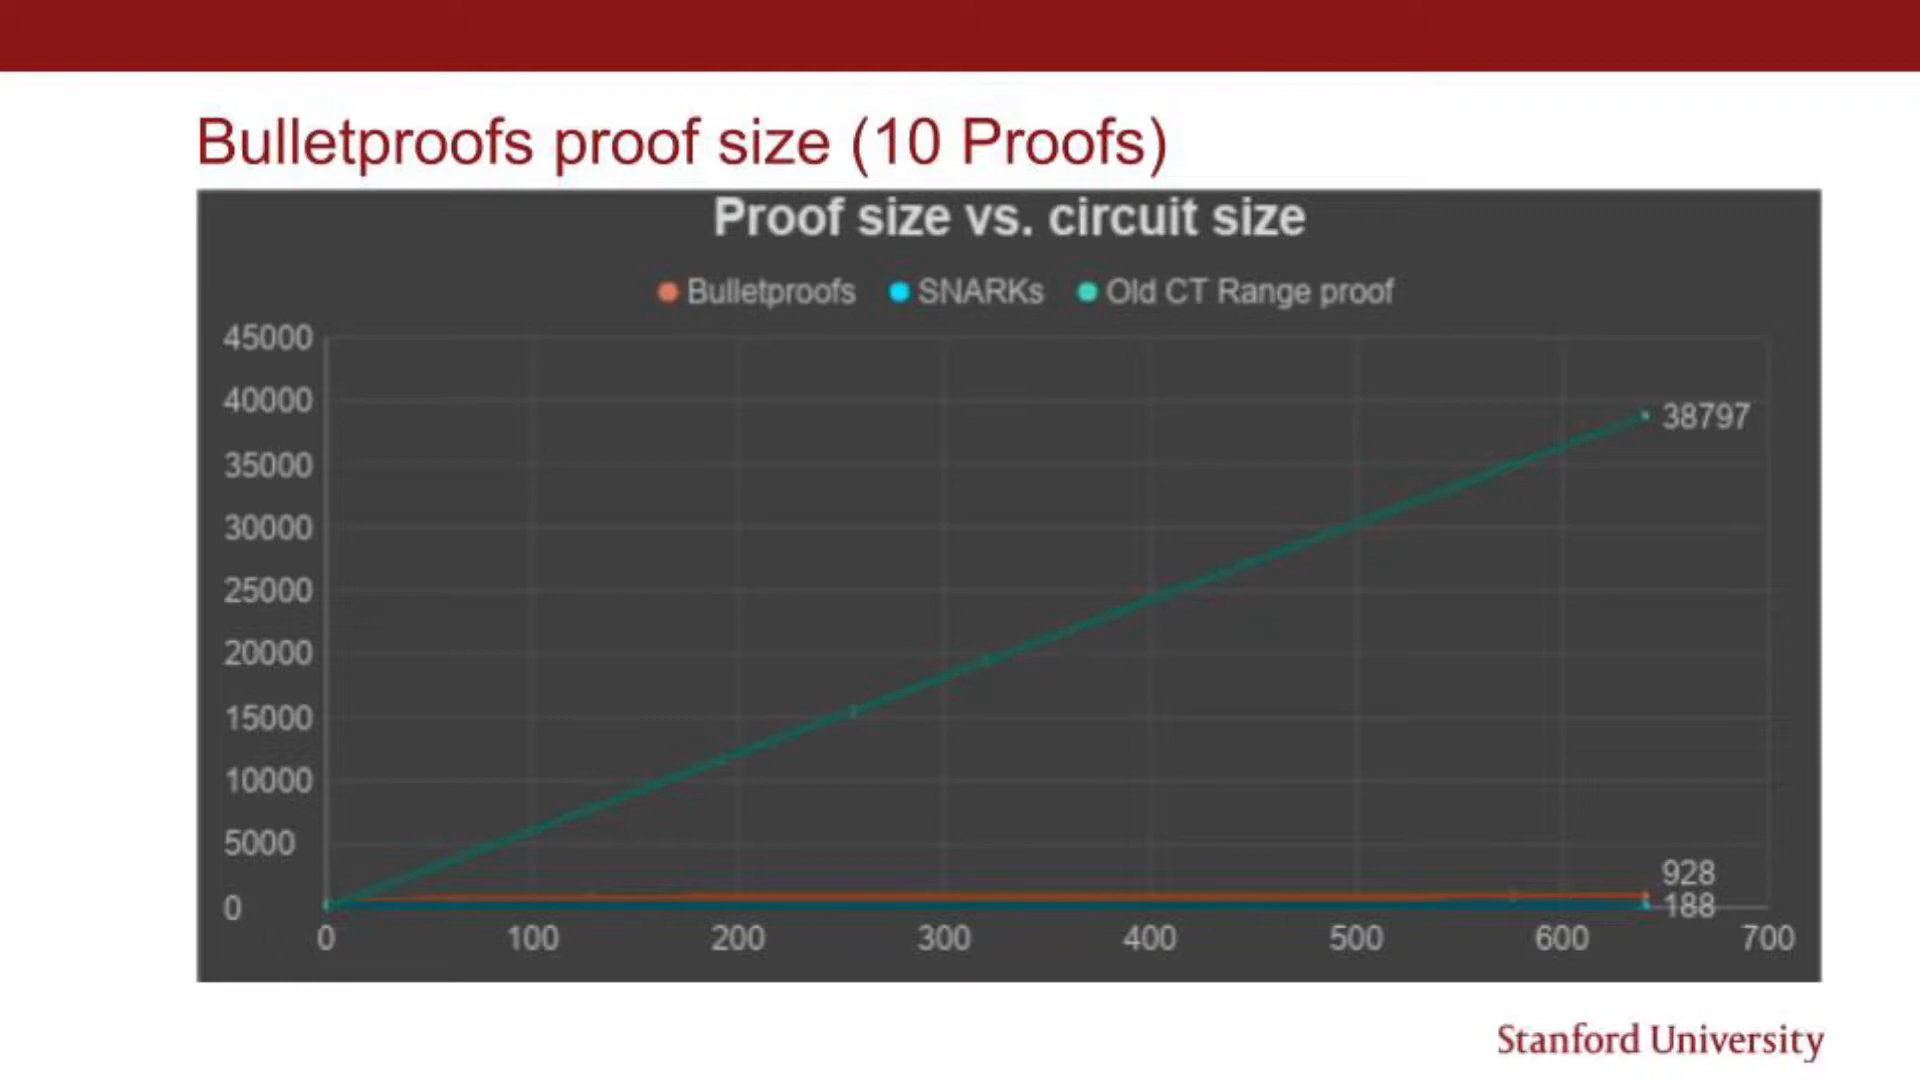 Bulletproofs proof size (10 Proofs)
Proof size vs. circuit size
Bulletproofs SNARKs Old CT Range proof
45000
40000
38797
35000
30000
25000
20000
15000
10000
5000
928
0
188
0 100 200 300 400 500 600 700
Stanford University